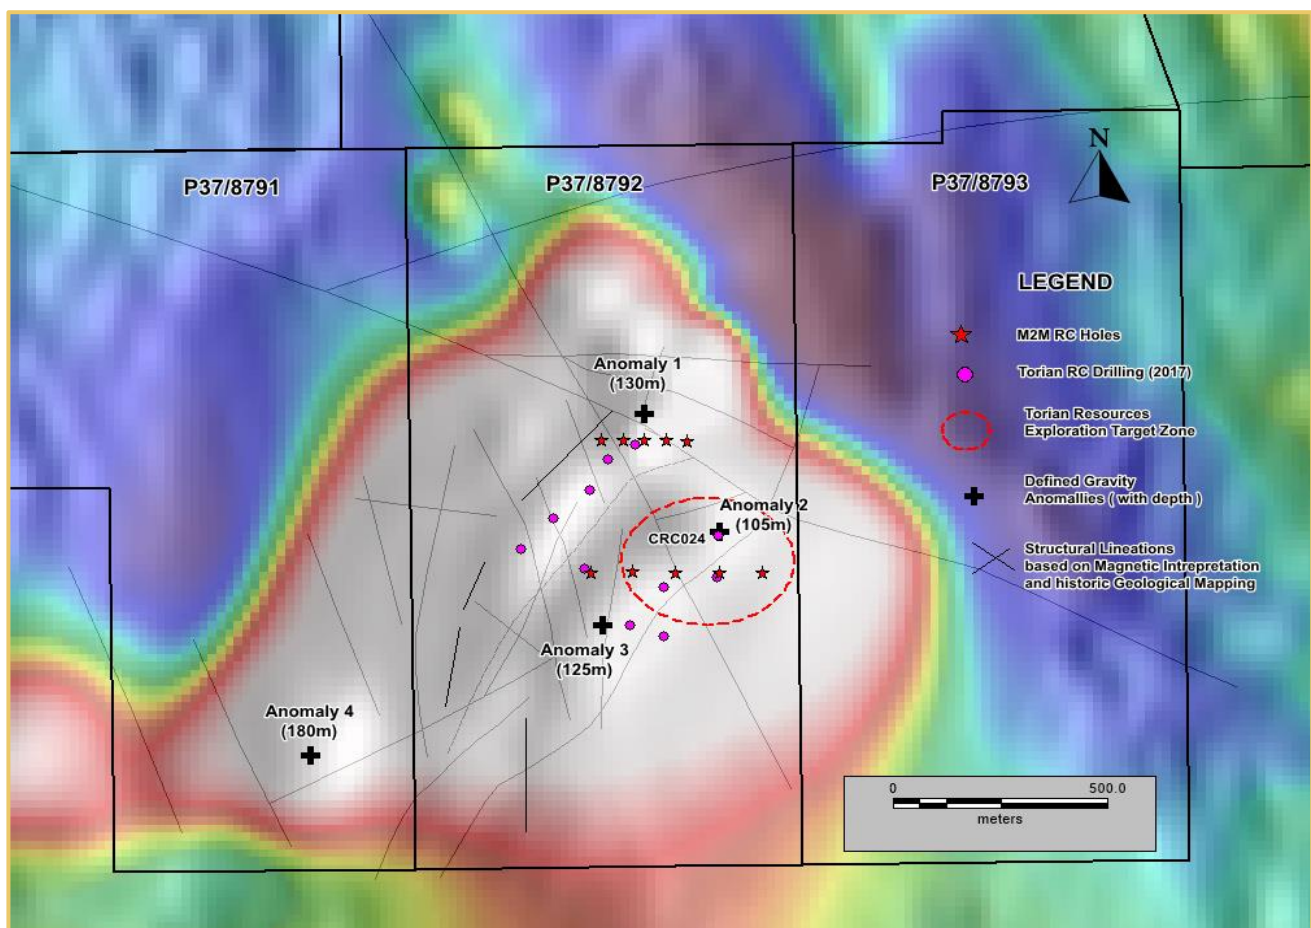 P37/8791
P37/8792
P37/8793
N
LEGEND
M2M RC Holes
Torian RC Drilling (2017)
Torian Resources
Exploration Target Zone
Defined Gravity
Anomallies ( with depth )
Structural Lineations
based on Magnetic Intrepretation
and historic Geological Mapping
Anomaly 1
(130m)
Anomaly 2
(105m)
CRC024
Anomaly 3
(125m)
Anomaly 4
(180m)
0 500.0
meters